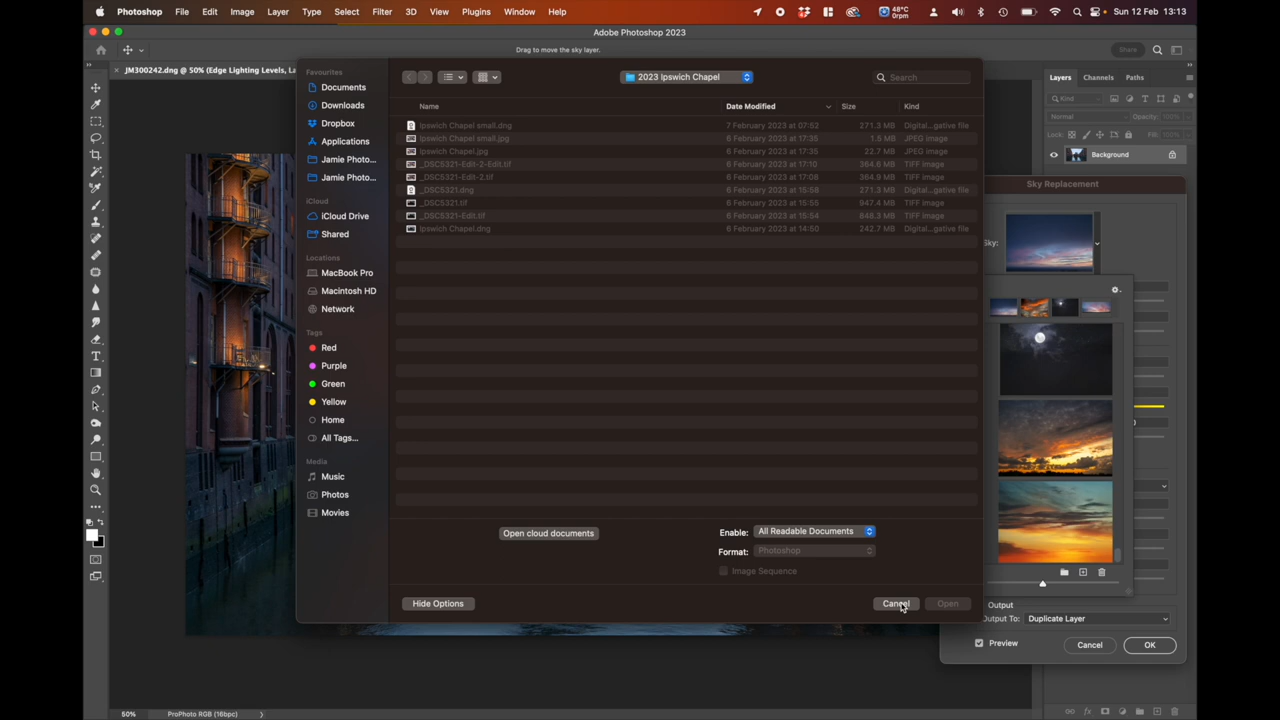 Photoshop File Edit Image Layer Type Select Filter 3D View Plugins Window Help 48°C 0rpm Sun 12 Feb 13:13
Adobe Photoshop 2023
Drag to move the sky layer. Share
JM300242.dng @ 50% (Edge Lighting Levels, La
Favourites
Documents
Downloads
Dropbox
Applications
Jamie Photo...
Jamie Photo...
iCloud
iCloud Drive
Shared
Locations
MacBook Pro
Macintosh HD
Network
Tags
Red
Purple
Green
Yellow
Home
All Tags...
Media
Music
Photos
Movies
2023 Ipswich Chapel Search
Name Date Modified Size Kind
Ipswich Chapel small.dng 7 February 2023 at 07:52 271.3 MB Digital...gative file
Ipswich Chapel small.jpg 6 February 2023 at 17:35 1.5 MB JPEG image
Ipswich Chapel.jpg 6 February 2023 at 17:35 22.7 MB JPEG image
_DSC5321-Edit-2-Edit.tif 6 February 2023 at 17:10 364.6 MB TIFF image
_DSC5321-Edit-2.tif 6 February 2023 at 17:08 364.9 MB TIFF image
_DSC5321.dng 6 February 2023 at 15:58 271.3 MB Digital...gative file
_DSC5321.tif 6 February 2023 at 15:55 947.4 MB TIFF image
_DSC5321-Edit.tif 6 February 2023 at 15:54 848.3 MB TIFF image
Ipswich Chapel.dng 6 February 2023 at 14:50 242.7 MB Digital...gative file
Open cloud documents
Enable: All Readable Documents
Format: Photoshop
Image Sequence
Hide Options Cancel Open
Layers Channels Paths
Kind
Normal Opacity: 100%
Lock: Fill: 100%
Background
Sky Replacement
Sky:
Output
Output To: Duplicate Layer
Preview Cancel OK
50% ProPhoto RGB (16bpc)